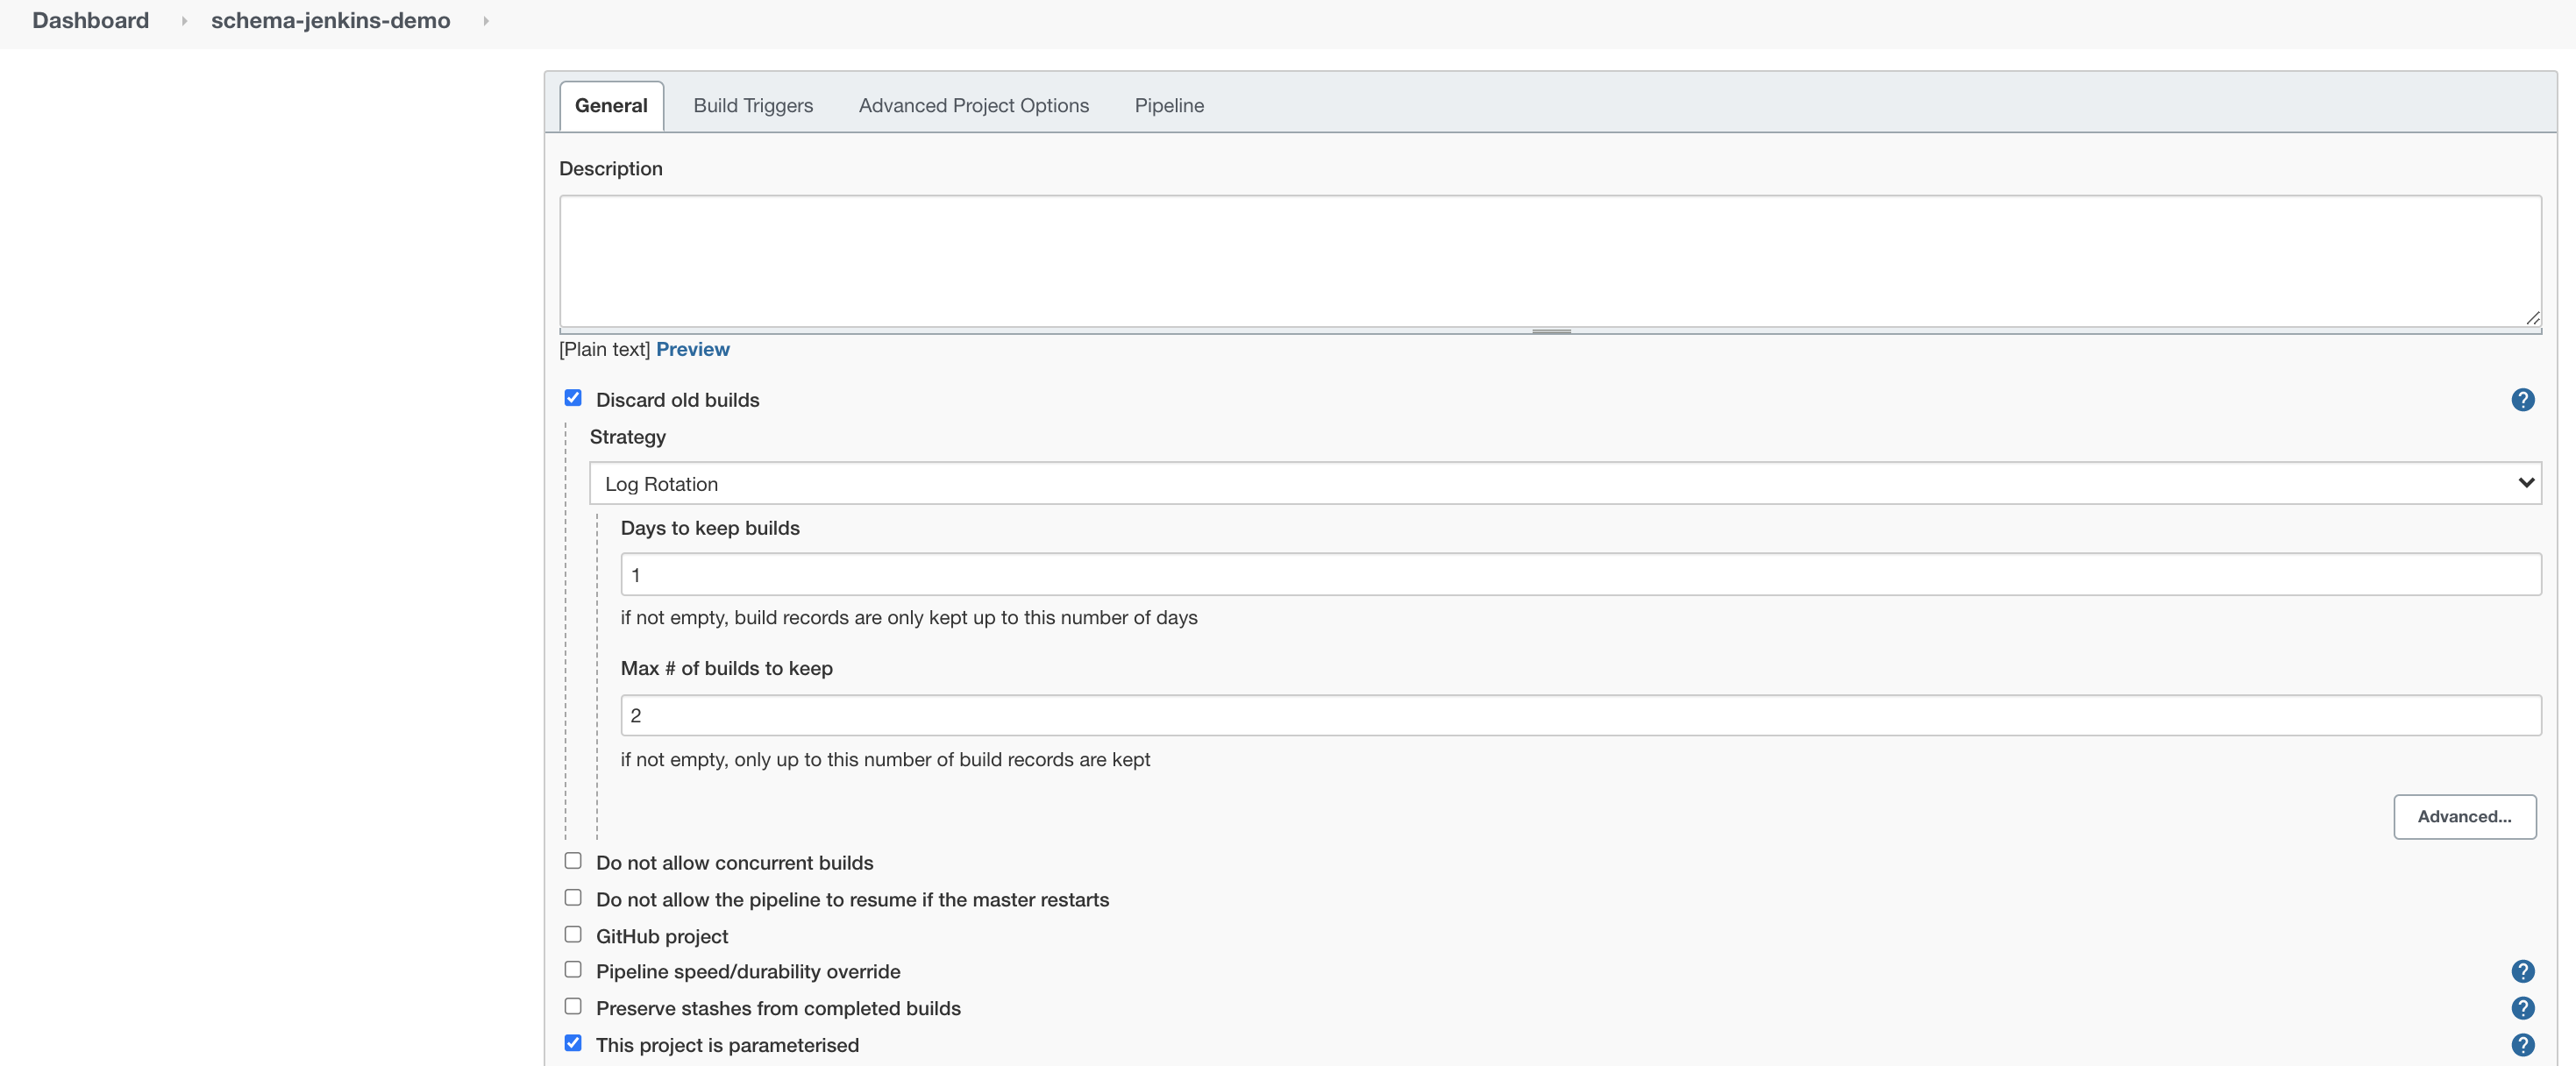 Dashboard schema-jenkins-demo
General Build Triggers Advanced Project Options Pipeline
Description
[Plain text] Preview
Discard old builds ?
Strategy
Log Rotation
Days to keep builds
1
if not empty, build records are only kept up to this number of days
Max # of builds to keep
2
if not empty, only up to this number of build records are kept
Advanced...
Do not allow concurrent builds
Do not allow the pipeline to resume if the master restarts
GitHub project
Pipeline speed/durability override ?
Preserve stashes from completed builds ?
This project is parameterised ?